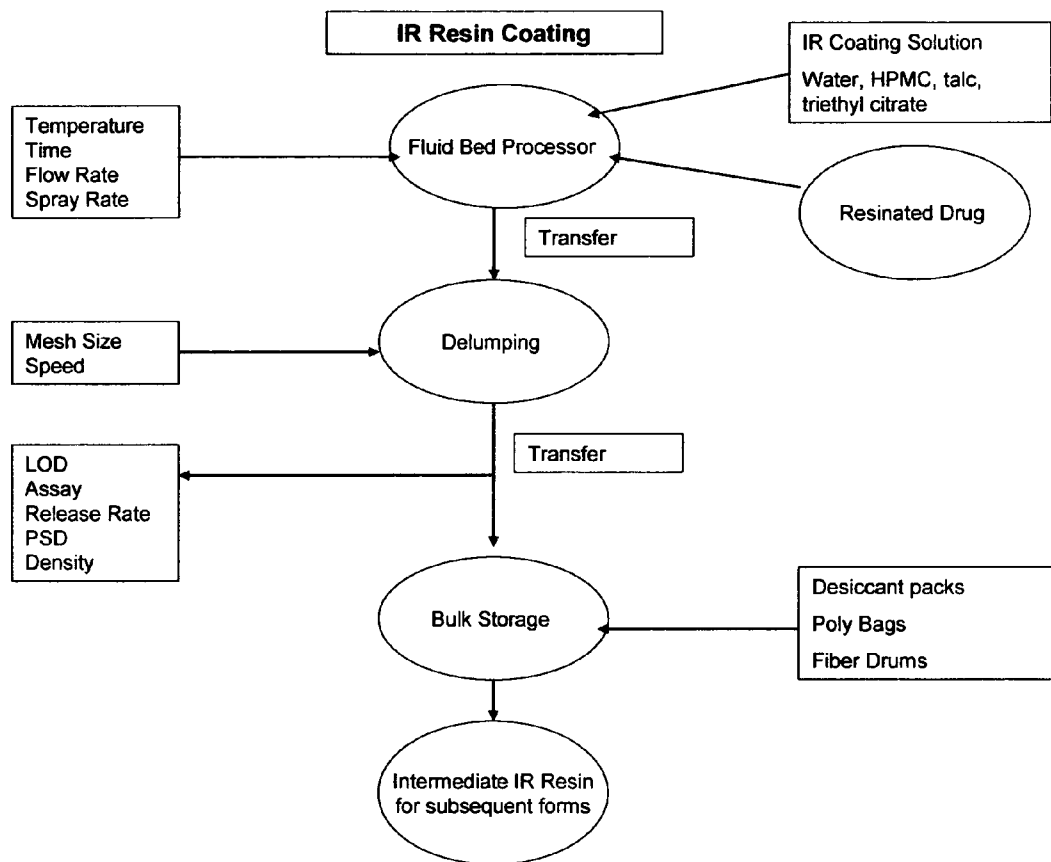 IR Resin Coating
IR Coating Solution
Water, HPMC, talc,
triethyl citrate
Temperature
Time
Flow Rate
Spray Rate
Fluid Bed Processor
Resinated Drug
Transfer
Mesh Size
Speed
Delumping
Transfer
LOD
Assay
Release Rate
PSD
Density
Bulk Storage
Desiccant packs
Poly Bags
Fiber Drums
Intermediate IR Resin
for subsequent forms